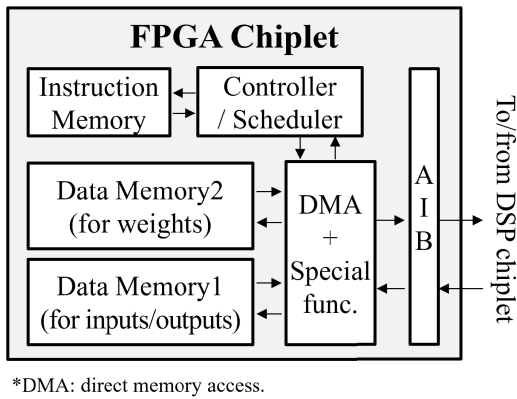 FPGA Chiplet
Instruction
Memory
Controller
/ Scheduler
Data Memory2
(for weights)
Data Memory1
(for inputs/outputs)
DMA
+
Special
func.
A
I
B
To/from DSP chiplet
*DMA: direct memory access.